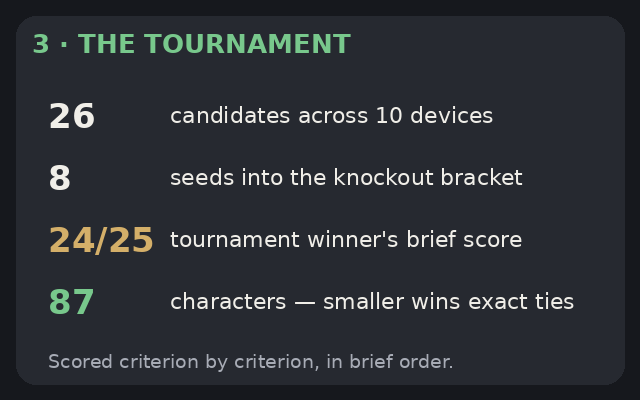 3 · THE TOURNAMENT
26 candidates across 10 devices
8 seeds into the knockout bracket
24/25 tournament winner's brief score
87 characters — smaller wins exact ties
Scored criterion by criterion, in brief order.